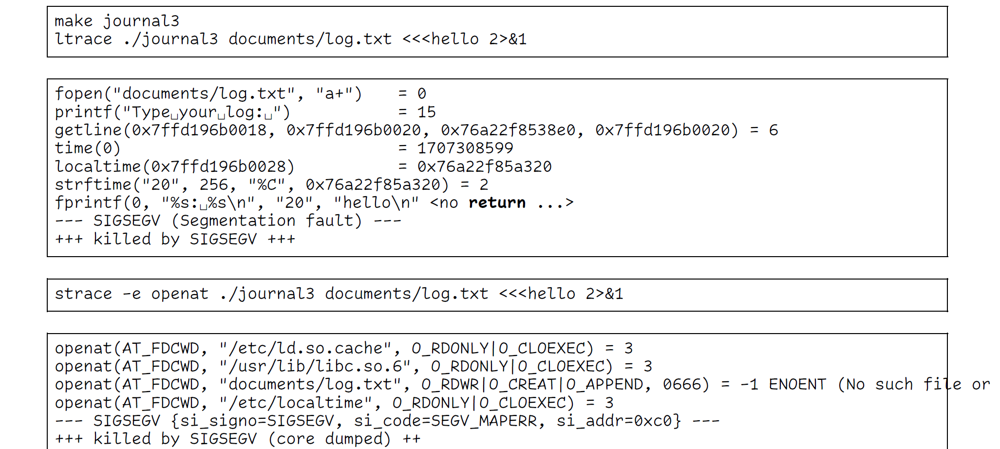 make journal3
ltrace ./journal3 documents/log.txt <<<hello 2>&1
fopen("documents/log.txt", "a+") = 0
printf("Type␣your␣log:␣") = 15
getline(0x7ffd196b0018, 0x7ffd196b0020, 0x76a22f8538e0, 0x7ffd196b0020) = 6
time(0) = 1707308599
localtime(0x7ffd196b0028) = 0x76a22f85a320
strftime("20", 256, "%C", 0x76a22f85a320) = 2
fprintf(0, "%s:␣%s\n", "20", "hello\n" <no return ...>
--- SIGSEGV (Segmentation fault) ---
+++ killed by SIGSEGV +++
strace -e openat ./journal3 documents/log.txt <<<hello 2>&1
openat(AT_FDCWD, "/etc/ld.so.cache", O_RDONLY|O_CLOEXEC) = 3
openat(AT_FDCWD, "/usr/lib/libc.so.6", O_RDONLY|O_CLOEXEC) = 3
openat(AT_FDCWD, "documents/log.txt", O_RDWR|O_CREAT|O_APPEND, 0666) = -1 ENOENT (No such file or
openat(AT_FDCWD, "/etc/localtime", O_RDONLY|O_CLOEXEC) = 3
--- SIGSEGV {si_signo=SIGSEGV, si_code=SEGV_MAPERR, si_addr=0xc0} ---
+++ killed by SIGSEGV (core dumped) ++